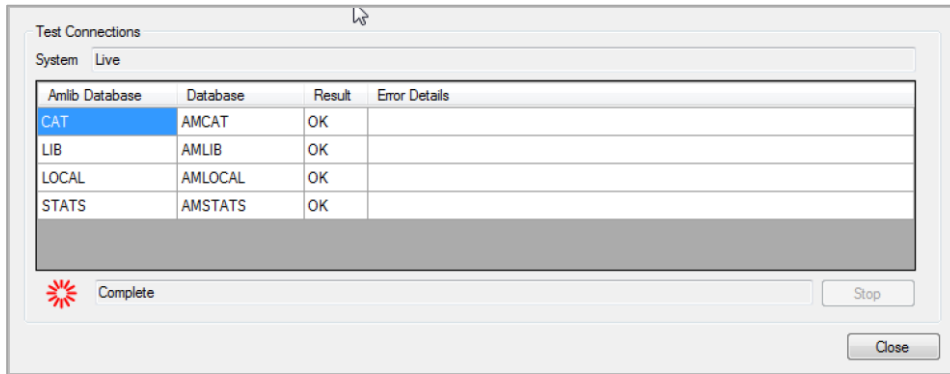 Test Connections
System Live
Amlib Database Database Result Error Details
CAT AMCAT OK
LIB AMLIB OK
LOCAL AMLOCAL OK
STATS AMSTATS OK
Complete Stop
Close